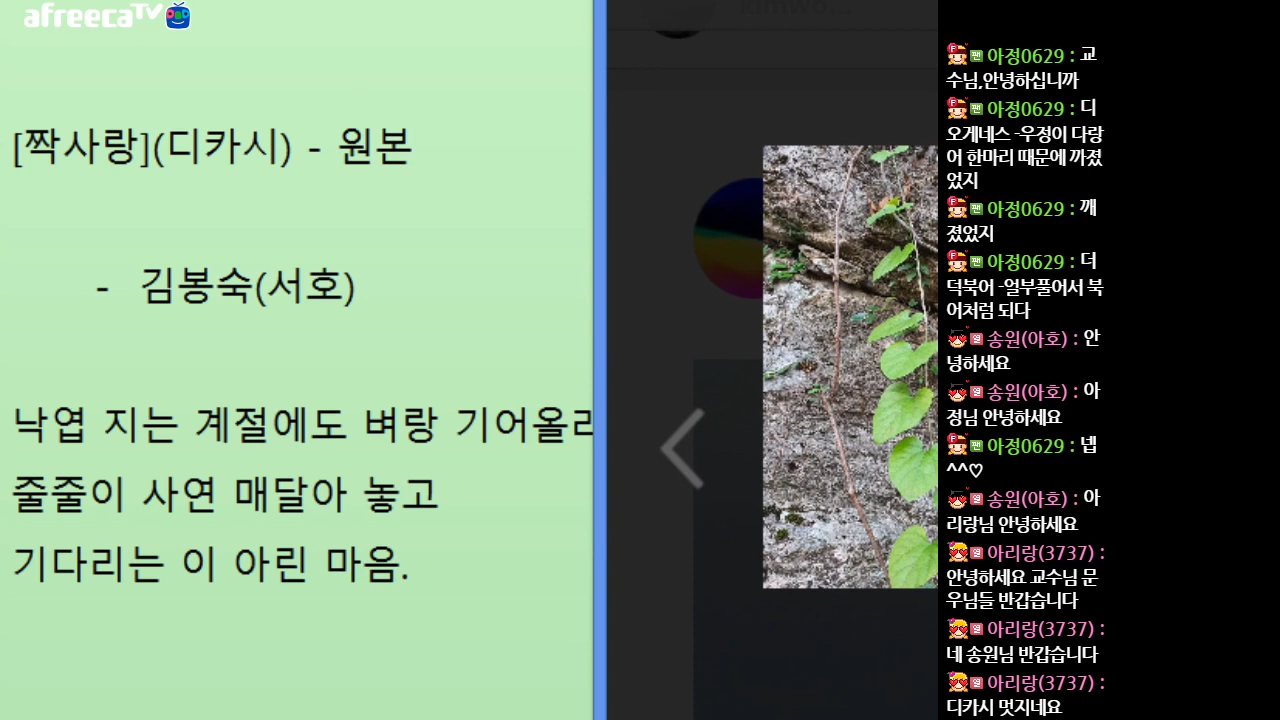 afreecaTV
[짝사랑](디카시) - 원본
- 김봉숙(서호)
낙엽 지는 계절에도 벼랑 기어올라
줄줄이 사연 매달아 놓고
기다리는 이 아린 마음.
아정0629 : 교
수님,안녕하십니까
아정0629 : 디
오게네스 -우정이 다랑
어 한마리 때문에 까졌
었지
아정0629 : 깨
졌었지
아정0629 : 더
덕북어 -얼부풀어서 북
어처럼 되다
송원(아호) : 안
녕하세요
송원(아호) : 아
정님 안녕하세요
아정0629 : 넵
^^♡
송원(아호) : 아
리랑님 안녕하세요
아리랑(3737) :
안녕하세요 교수님 문
우님들 반갑습니다
아리랑(3737) :
네 송원님 반갑습니다
아리랑(3737) :
디카시 멋지네요